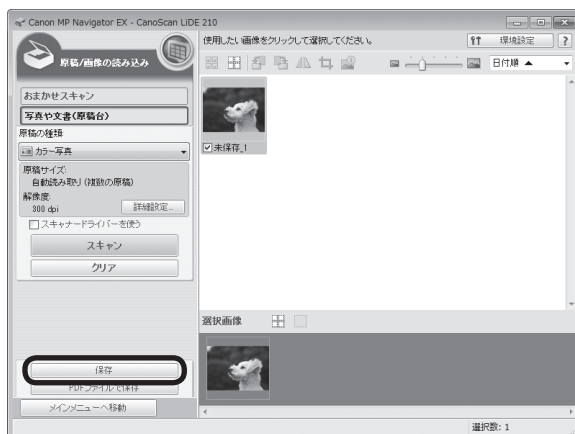 Canon MP Navigator EX - CanoScan LiDE 210
使用したい画像をクリックして選択してください。
環境設定
?
原稿/画像の読み込み
日付順 ▲
おまかせスキャン
写真や文書(原稿台)
原稿の種類
カラー写真
未保存_1
原稿サイズ:
自動読み取り (複数の原稿)
解像度:
300 dpi
詳細設定...
スキャナードライバーを使う
スキャン
クリア
選択画像
保存
PDFファイルで保存
メインメニューへ移動
選択数: 1